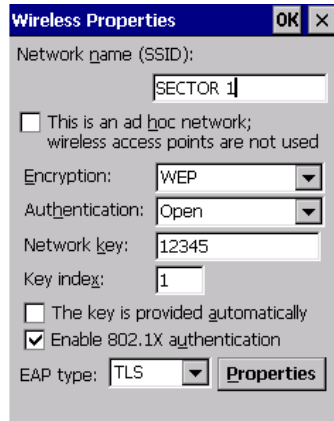 Wireless Properties OK ×
Network name (SSID):
SECTOR 1
This is an ad hoc network;
wireless access points are not used
Encryption: WEP
Authentication: Open
Network key: 12345
Key index: 1
The key is provided automatically
Enable 802.1X authentication
EAP type: TLS Properties